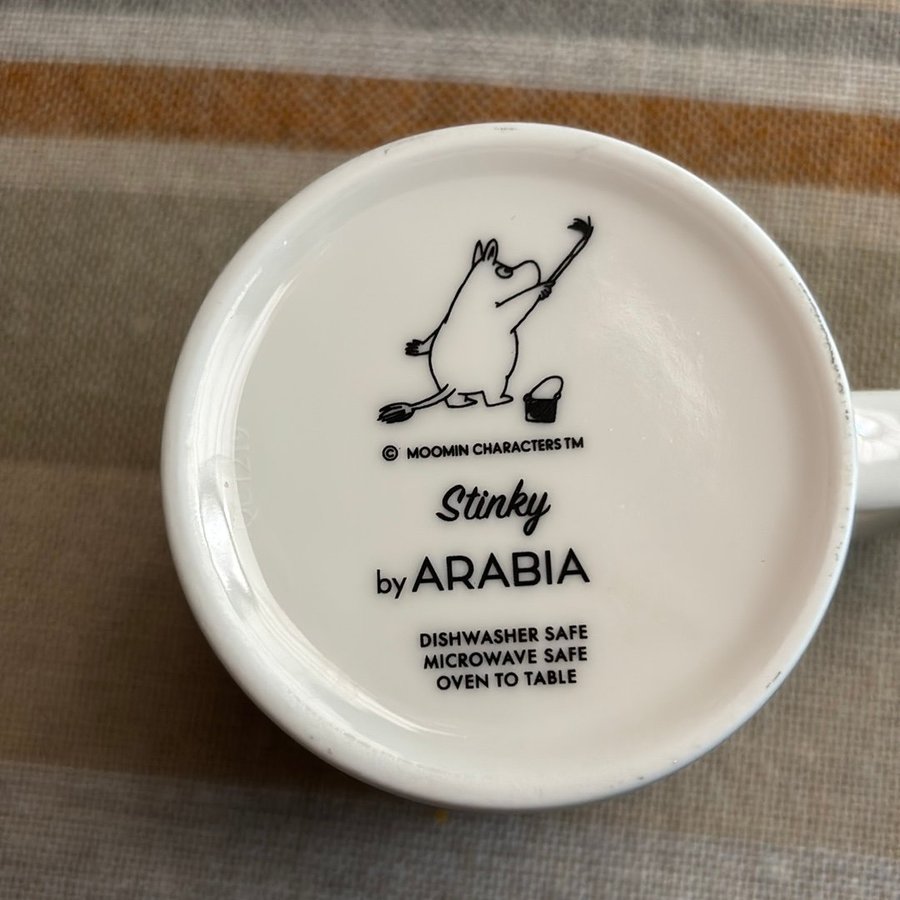 © MOOMIN CHARACTERS TM
Stinky
by ARABIA
DISHWASHER SAFE
MICROWAVE SAFE
OVEN TO TABLE